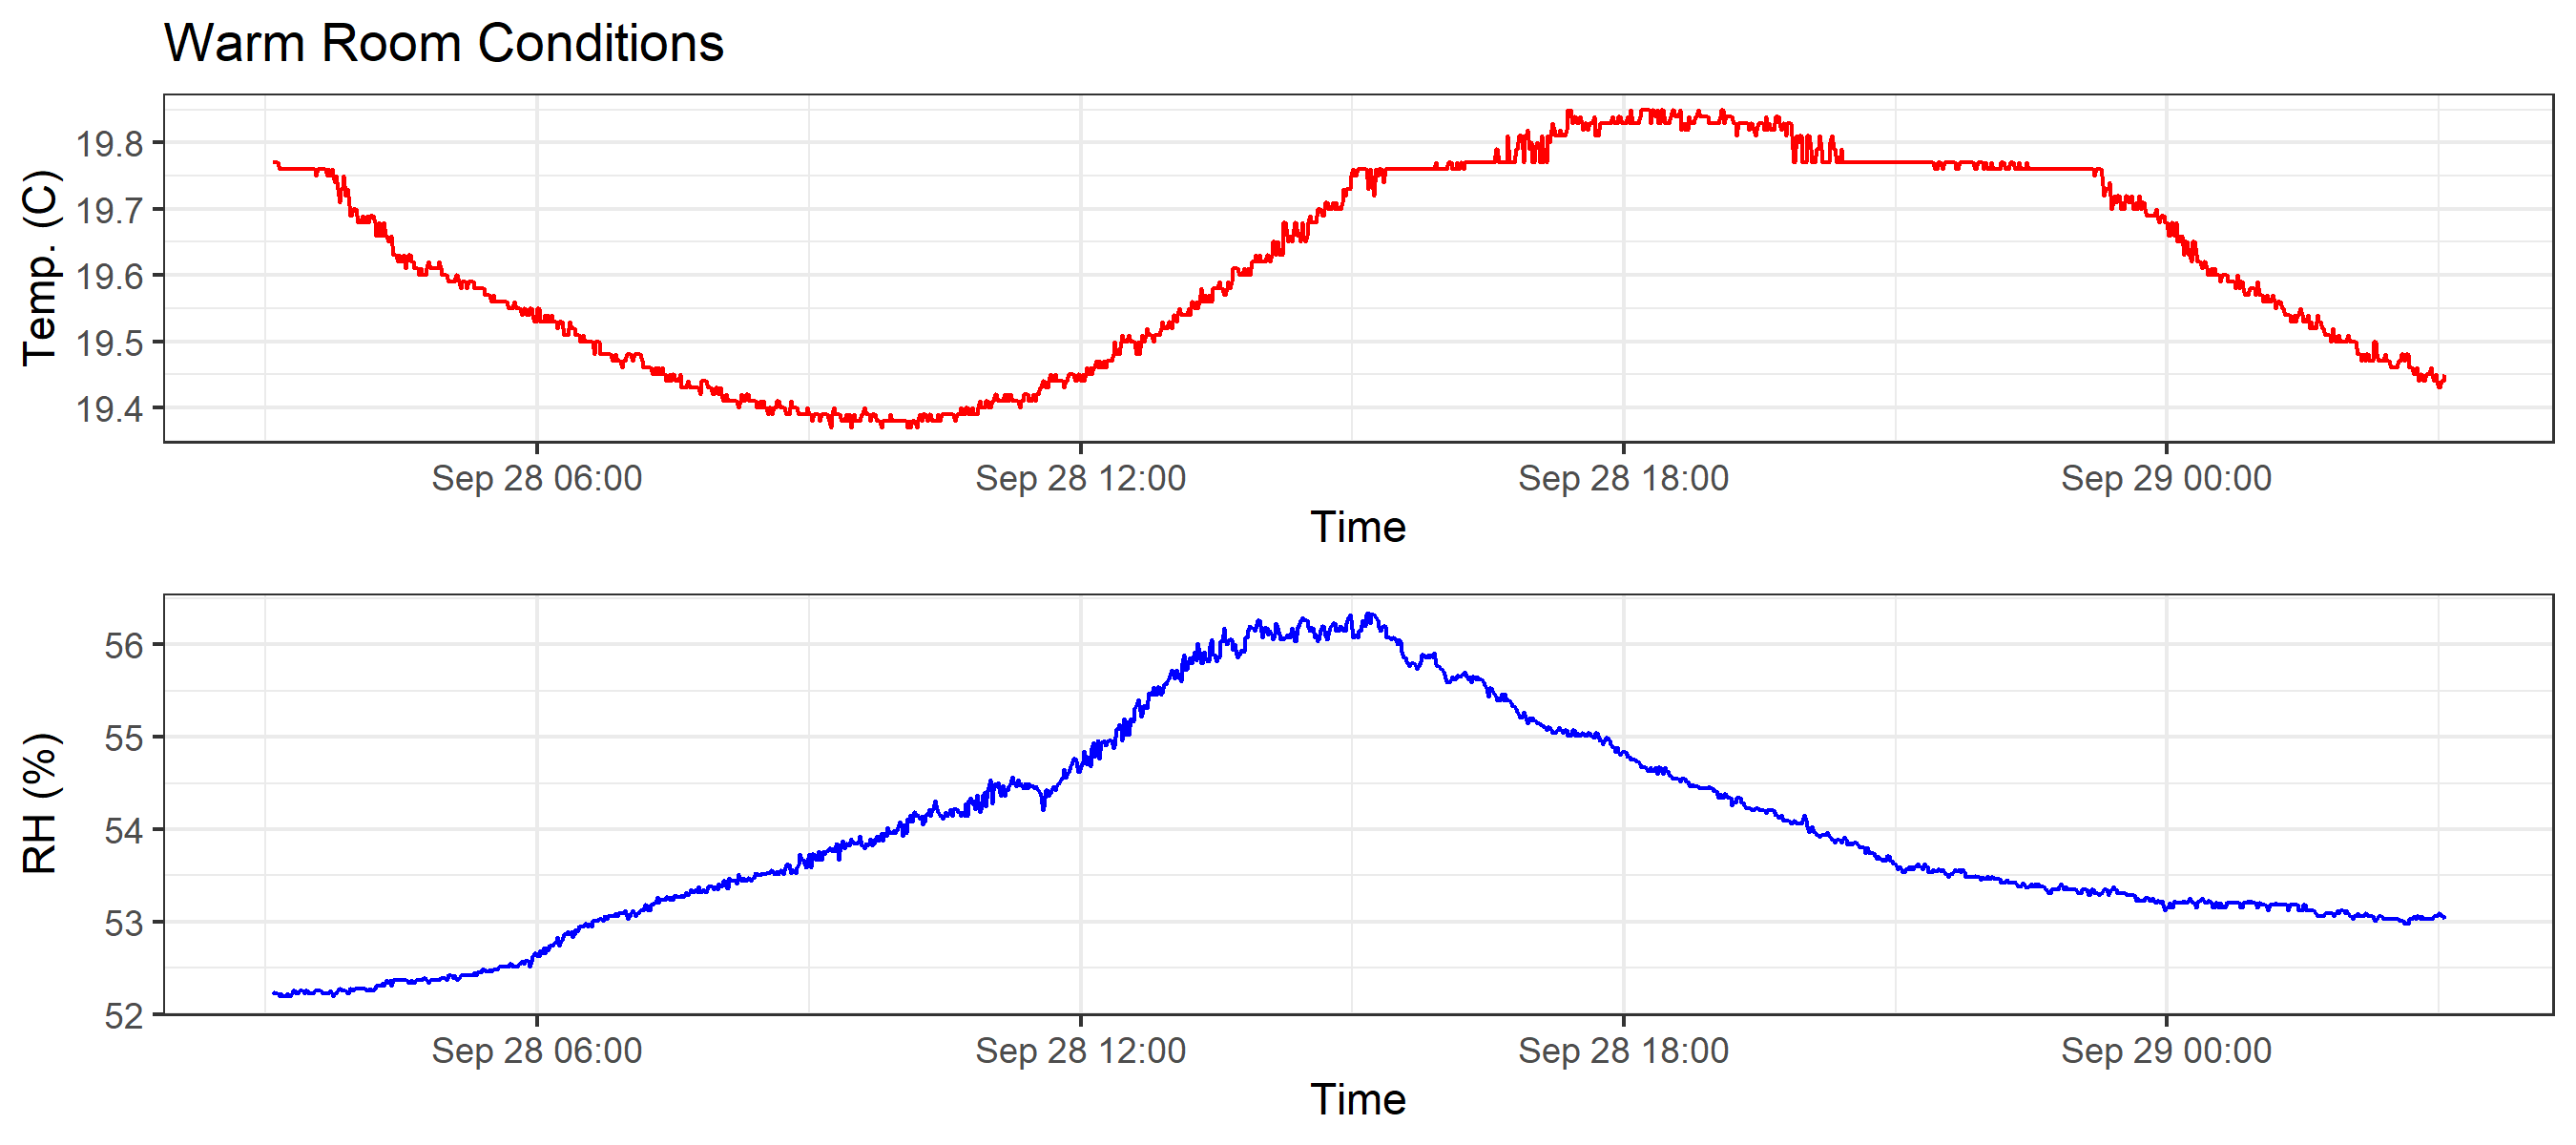 Warm Room Conditions
Temp. (C)
19.8
19.7
19.6
19.5
19.4
Sep 28 06:00 Sep 28 12:00 Sep 28 18:00 Sep 29 00:00
Time
RH (%)
56
55
54
53
52
Sep 28 06:00 Sep 28 12:00 Sep 28 18:00 Sep 29 00:00
Time